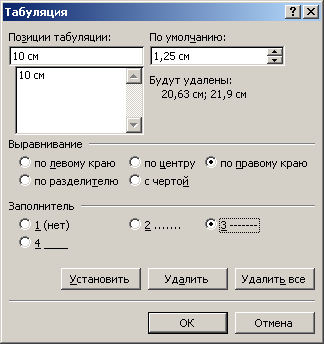 Табуляция
Позиции табуляции:
По умолчанию:
10 см
1,25 см
10 см
Будут удалены:
20,63 см; 21,9 см
Выравнивание
по левому краю
по центру
по правому краю
по разделителю
с чертой
Заполнитель
1 (нет)
2 .......
3 -------
4 ____
Установить
Удалить
Удалить все
OK
Отмена